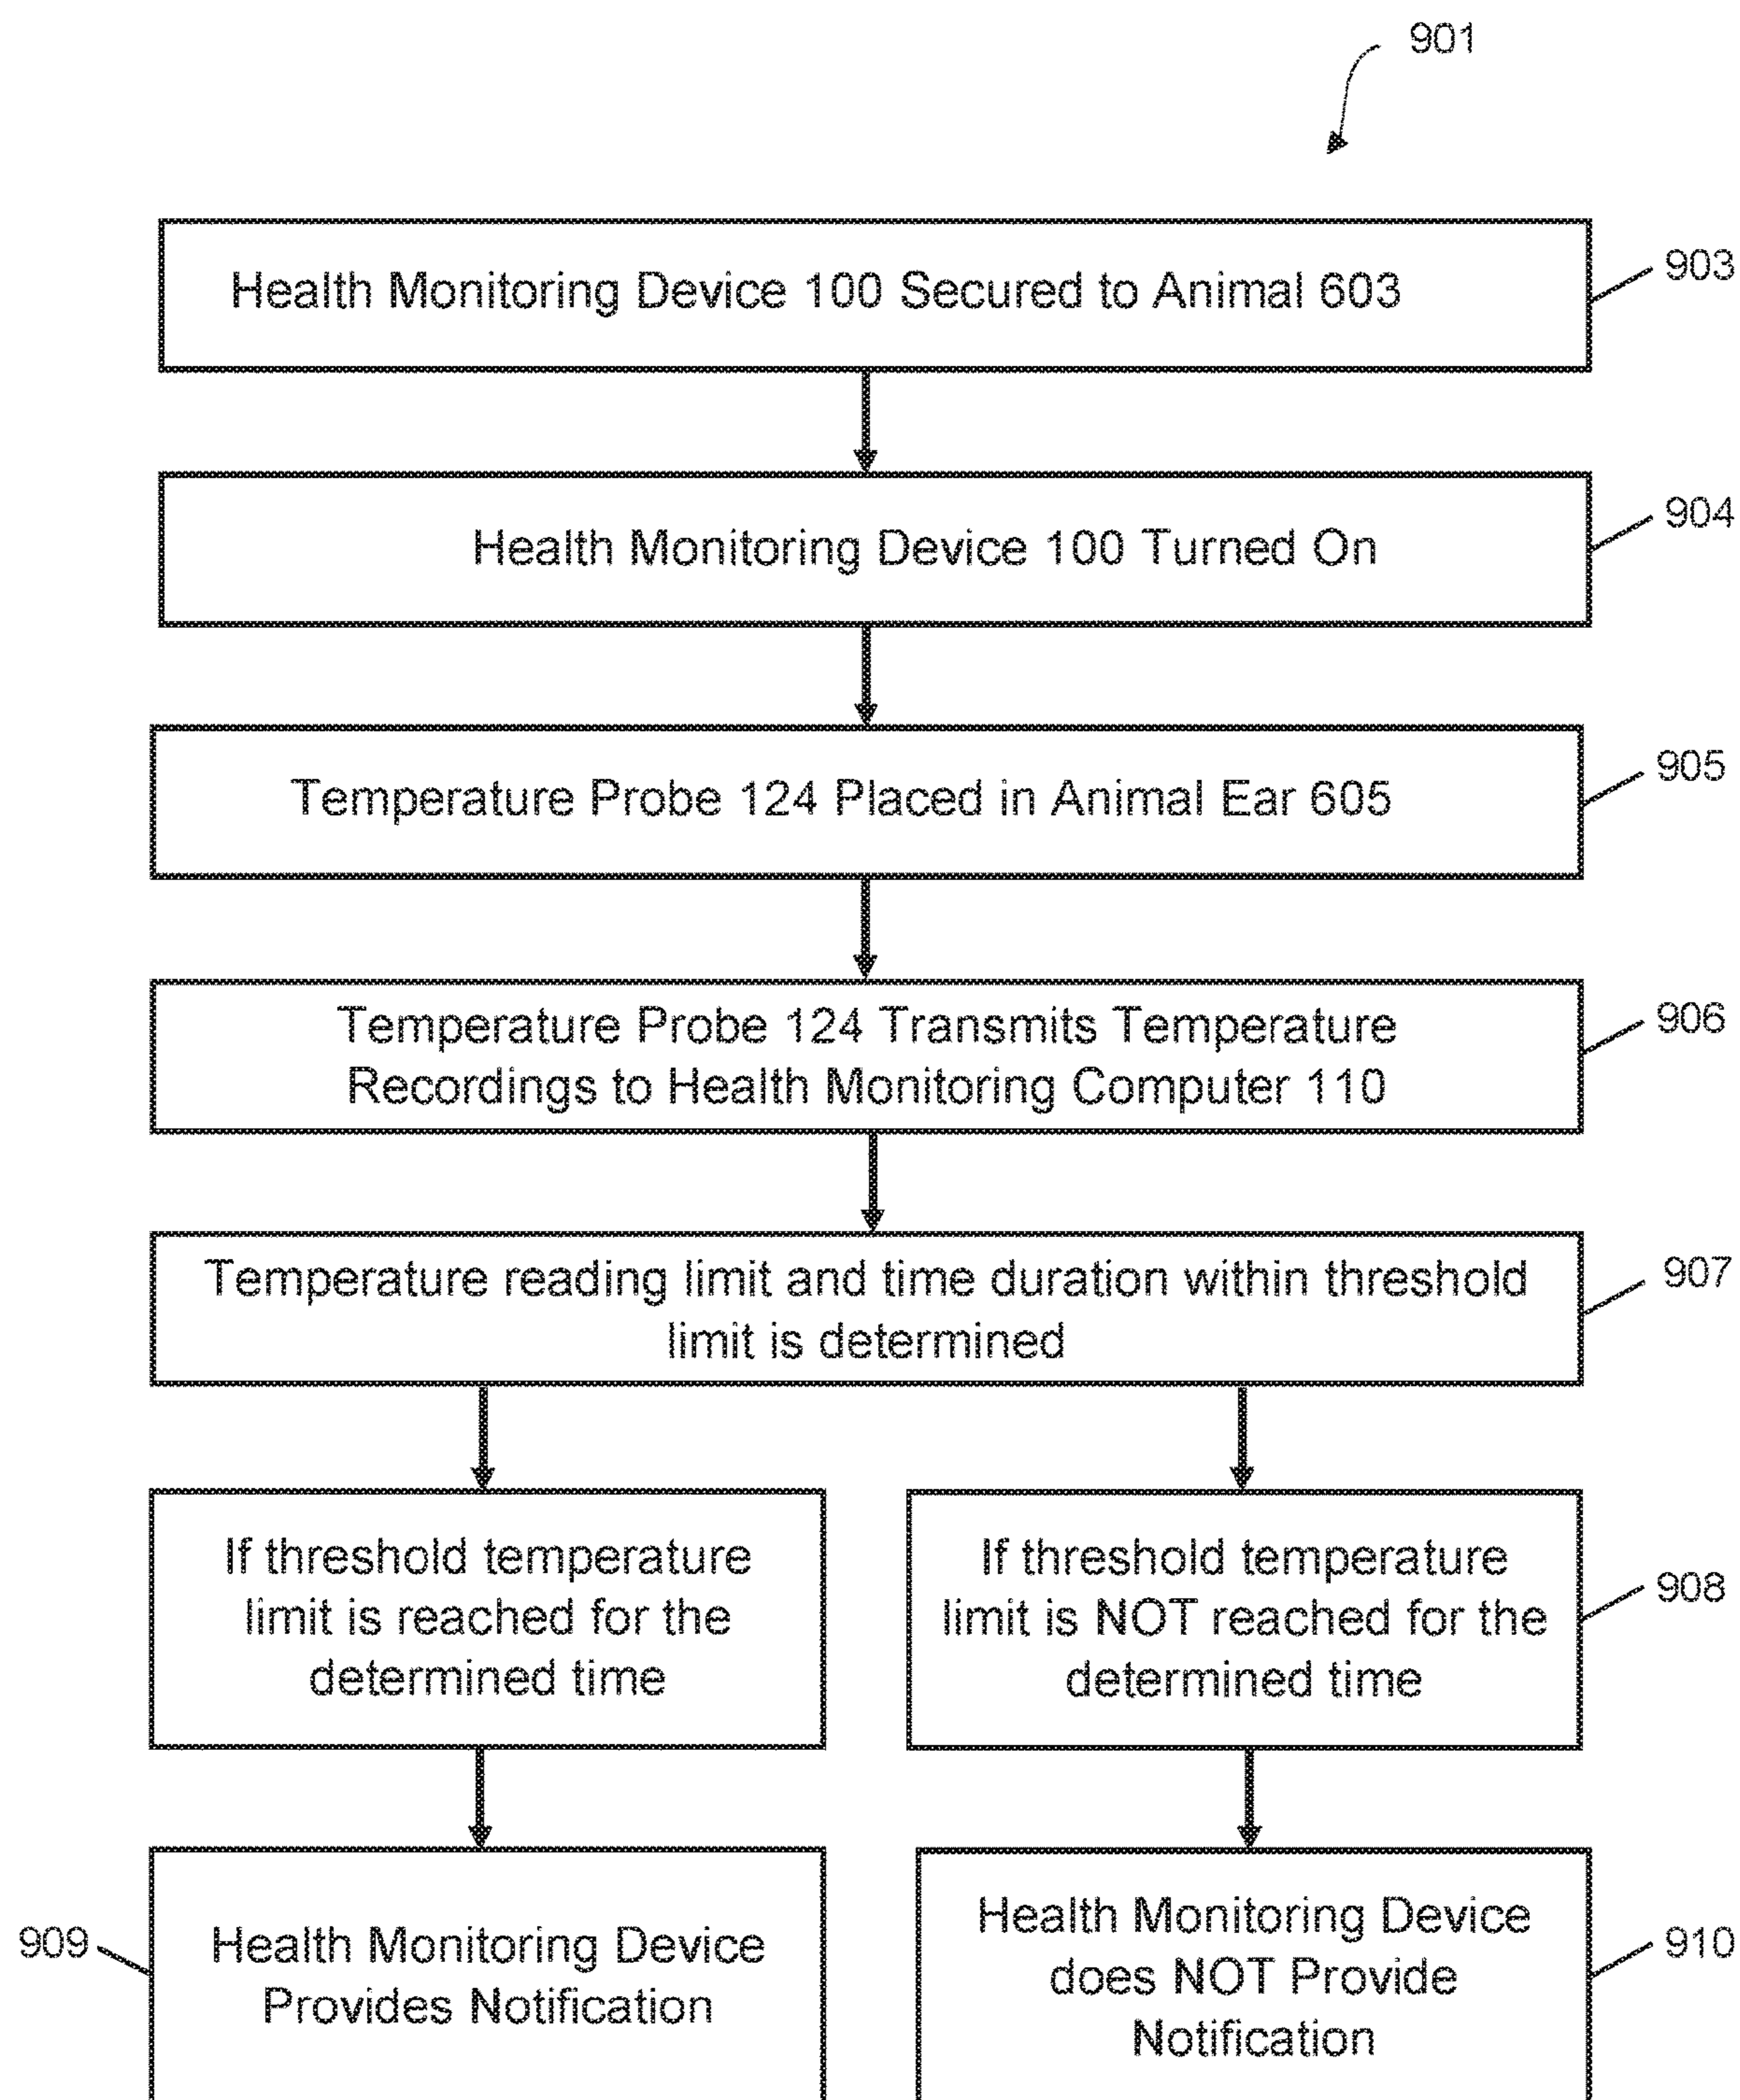 901
Health Monitoring Device 100 Secured to Animal 603
903
Health Monitoring Device 100 Turned On
904
Temperature Probe 124 Placed in Animal Ear 605
905
Temperature Probe 124 Transmits Temperature
Recordings to Health Monitoring Computer 110
906
Temperature reading limit and time duration within threshold
limit is determined
907
If threshold temperature
limit is reached for the
determined time
If threshold temperature
limit is NOT reached for the
determined time
908
909
Health Monitoring Device
Provides Notification
Health Monitoring Device
does NOT Provide
Notification
910